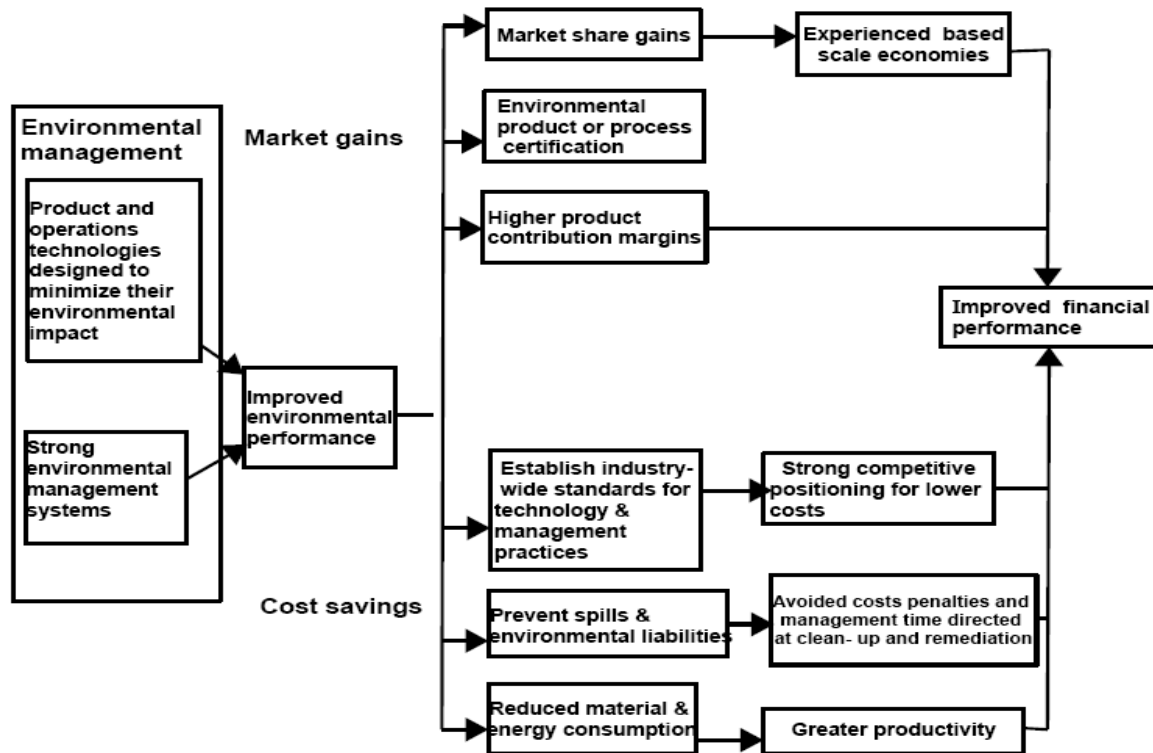 Market share gains
Experienced based
scale economies
Environmental
management
Market gains
Environmental
product or process
certification
Product and
operations
technologies
designed to
minimize their
environmental
impact
Higher product
contribution margins
Improved financial
performance
Improved
environmental
performance
Strong
environmental
management
systems
Establish industry-
wide standards for
technology &
management
practices
Strong competitive
positioning for lower
costs
Cost savings
Prevent spills &
environmental liabilities
Avoided costs penalties and
management time directed
at clean- up and remediation
Reduced material &
energy consumption
Greater productivity